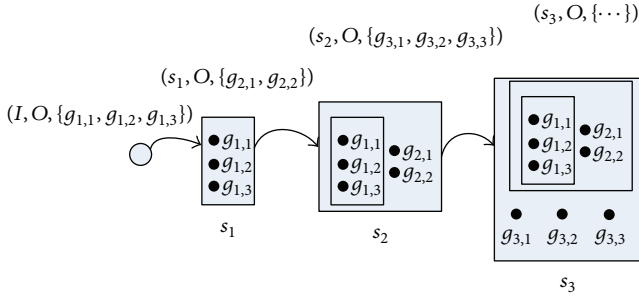 (s₃, O, {⋯})
(s₂, O, {g₃,₁, g₃,₂, g₃,₃})
(s₁, O, {g₂,₁, g₂,₂})
(I, O, {g₁,₁, g₁,₂, g₁,₃})
g₁,₁
g₁,₂
g₁,₃
s₁
g₁,₁
g₁,₂
g₁,₃
g₂,₁
g₂,₂
s₂
g₁,₁
g₁,₂
g₁,₃
g₂,₁
g₂,₂
g₃,₁ g₃,₂ g₃,₃
s₃